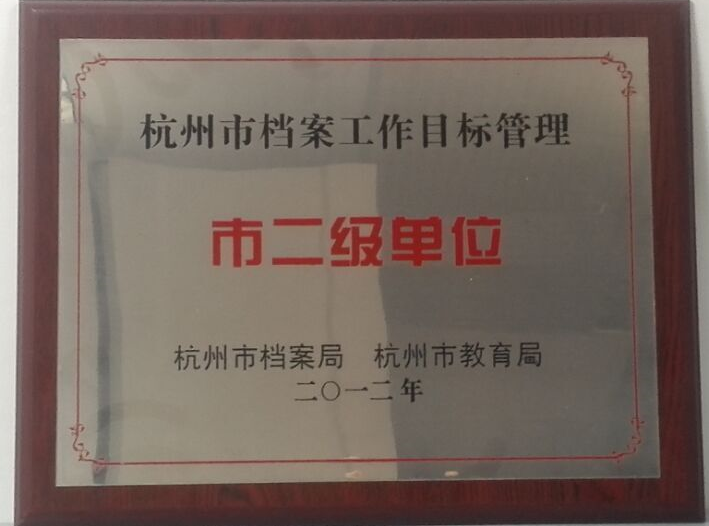 杭州市档案工作目标管理
市二级单位
杭州市档案局 杭州市教育局
二〇一二年